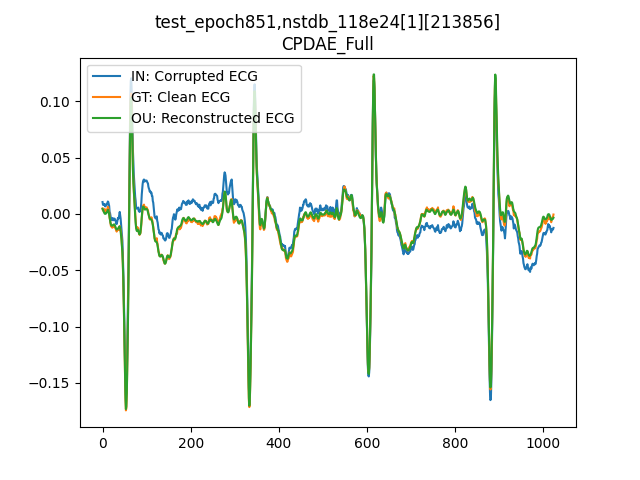 test_epoch851,nstdb_118e24[1][213856]
CPDAE_Full
IN: Corrupted ECG
GT: Clean ECG
OU: Reconstructed ECG
0.10
0.05
0.00
−0.05
−0.10
−0.15
0 200 400 600 800 1000